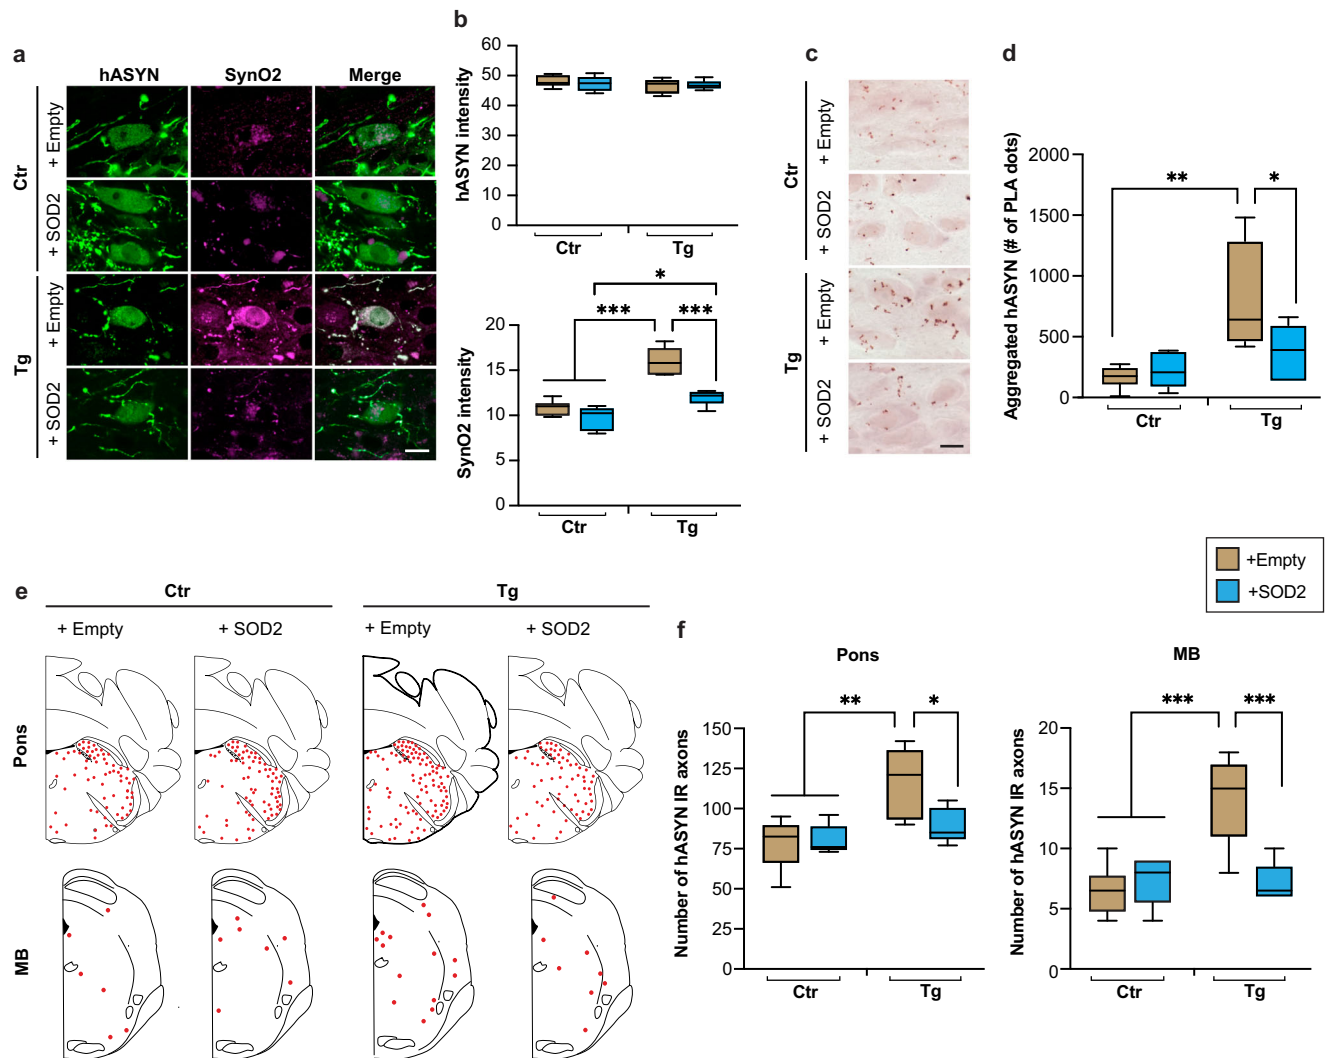 a
hASYN SynO2 Merge
Ctr
+ Empty
+ SOD2
Tg
+ Empty
+ SOD2
b
hASYN intensity
60
50
40
30
20
10
0
Ctr Tg
SynO2 intensity
20
15
10
5
0
*** ***
*
Ctr Tg
c
Ctr
+ Empty
+ SOD2
Tg
+ Empty
+ SOD2
d
Aggregated hASYN (# of PLA dots)
2000
1500
1000
500
0
** *
Ctr Tg
+Empty
+SOD2
e
Ctr Tg
+ Empty + SOD2 + Empty + SOD2
Pons
MB
f
Pons
Number of hASYN IR axons
150
125
100
75
50
25
0
** *
Ctr Tg
MB
Number of hASYN IR axons
20
15
10
5
0
*** ***
Ctr Tg